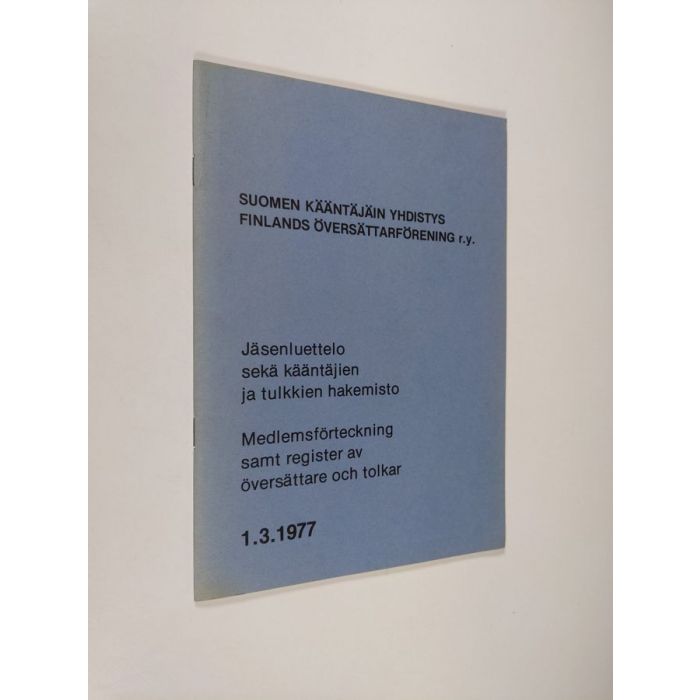 SUOMEN KÄÄNTÄJÄIN YHDISTYS
FINLANDS ÖVERSÄTTARFÖRENING r.y.
Jäsenluettelo
sekä kääntäjien
ja tulkkien hakemisto
Medlemsförteckning
samt register av
översättare och tolkar
1.3.1977